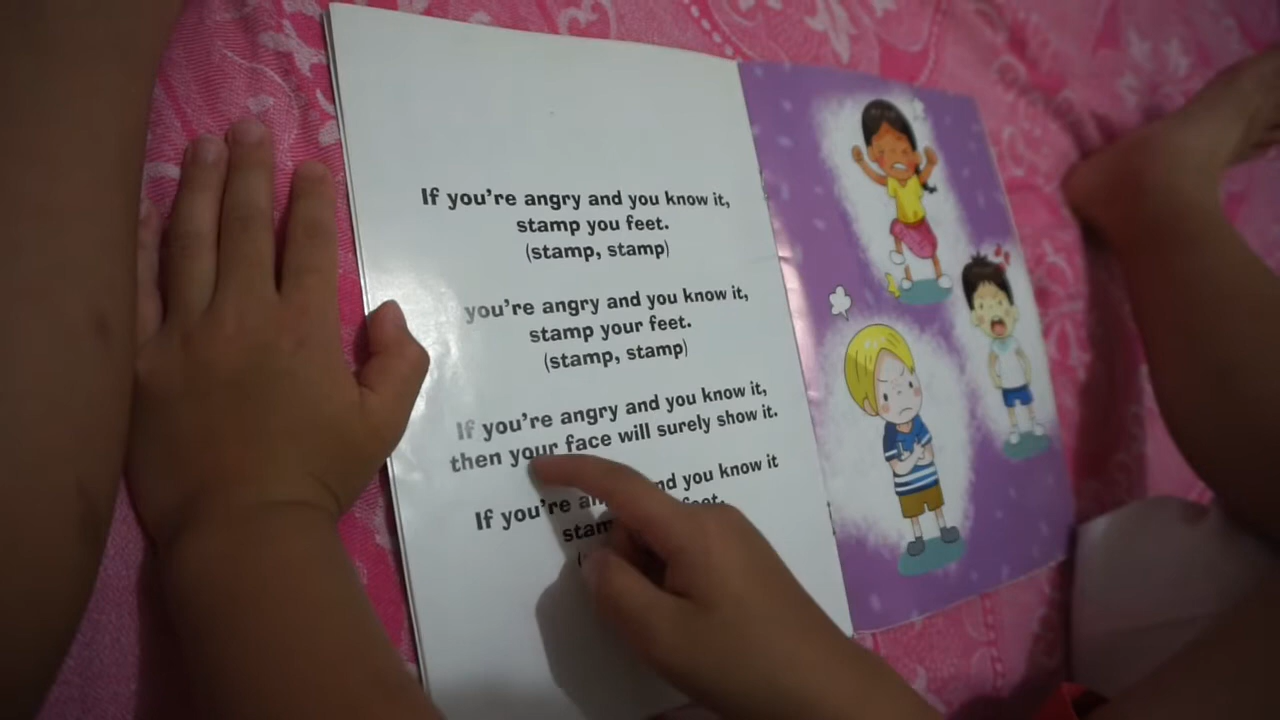 If you're angry and you know it,
stamp you feet.
(stamp, stamp)
you're angry and you know it,
stamp your feet.
(stamp, stamp)
If you're angry and you know it,
then your face will surely show it.
If you're and you know it
feet.